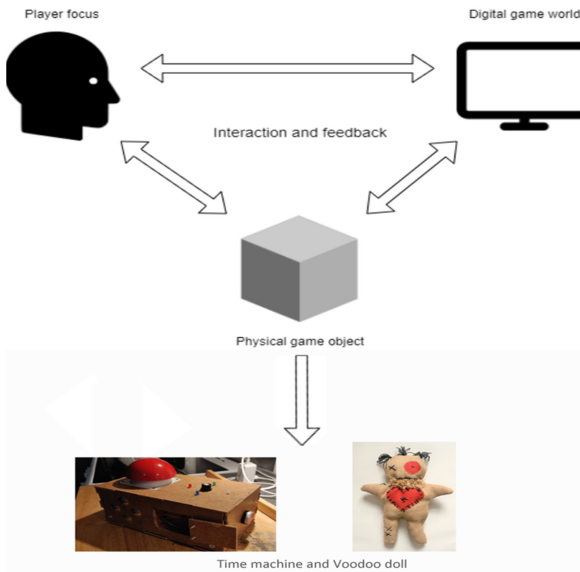 Player focus
Digital game world
Interaction and feedback
Physical game object
Time machine and Voodoo doll